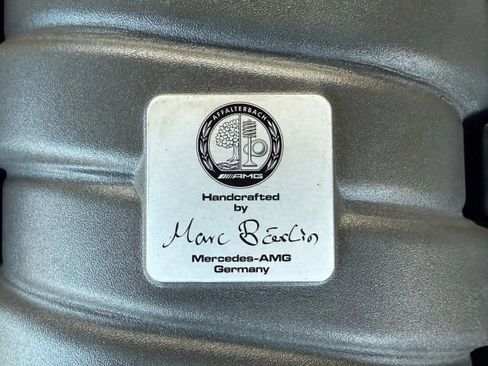 AFFALTERBACH
AMG
Handcrafted
by
Marc
Mercedes-AMG
Germany